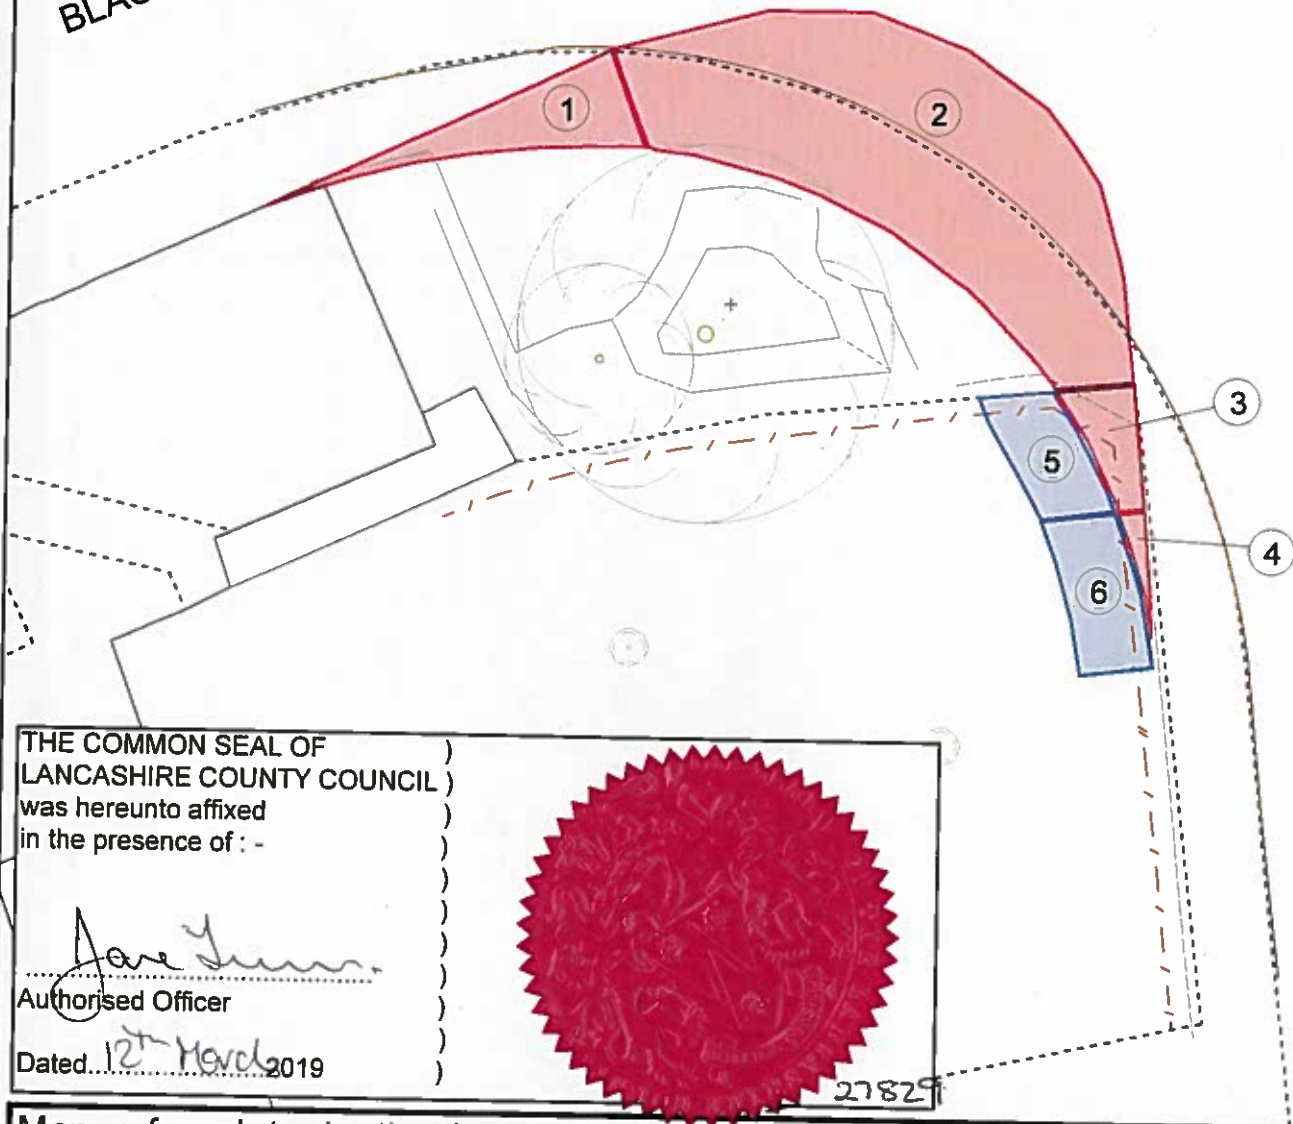 1
2
3
5
4
6
THE COMMON SEAL OF )
LANCASHIRE COUNTY COUNCIL )
was hereunto affixed )
in the presence of : - )
Authorised Officer
Dated 12th March 2019
27829